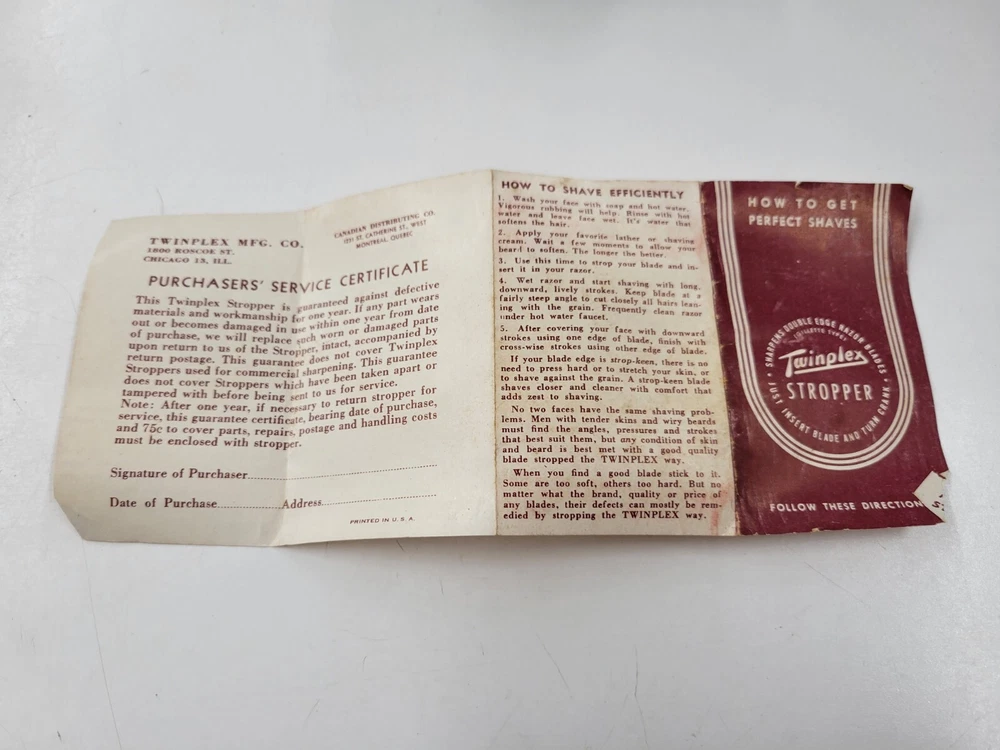 TWINPLEX MFG. CO.
1800 ROSCOE ST.
CHICAGO 13, ILL.
CANADIAN DISTRIBUTING CO.
1231 ST. CATHERINE ST., WEST
MONTREAL, QUEBEC
PURCHASERS' SERVICE CERTIFICATE
This Twinplex Stropper is guaranteed against defective
materials and workmanship for one year. If any part wears
out or becomes damaged in use within one year from date
of purchase, we will replace such worn or damaged parts
upon return to us of the Stropper, intact, accompanied by
return postage. This guarantee does not cover Twinplex
Stroppers used for commercial sharpening. This guarantee
does not cover Stroppers which have been taken apart or
tampered with before being sent to us for service.
Note: After one year, if necessary to return stropper for
service, this guarantee certificate, bearing date of purchase,
and 75c to cover parts, repairs, postage and handling costs
must be enclosed with stropper.
Signature of Purchaser
Date of Purchase Address
PRINTED IN U. S. A.
HOW TO SHAVE EFFICIENTLY
1. Wash your face with soap and hot water.
Vigorous rubbing will help. Rinse with hot
water and leave face wet. It's water that
softens the hair.
2. Apply your favorite lather or shaving
cream. Wait a few moments to allow your
beard to soften. The longer the better.
3. Use this time to strop your blade and in-
sert it in your razor.
4. Wet razor and start shaving with long,
downward, lively strokes. Keep blade at a
fairly steep angle to cut closely all hairs lean-
ing with the grain. Frequently clean razor
under hot water faucet.
5. After covering your face with downward
strokes using one edge of blade, finish with
cross-wise strokes using other edge of blade.
If your blade edge is strop-keen, there is no
need to press hard or to stretch your skin, or
to shave against the grain. A strop-keen blade
shaves closer and cleaner with comfort that
adds zest to shaving.
No two faces have the same shaving prob-
lems. Men with tender skins and wiry beards
must find the angles, pressures and strokes
that best suit them, but any condition of skin
and beard is best met with a good quality
blade stropped the TWINPLEX way.
When you find a good blade stick to it.
Some are too soft, others too hard. But no
matter what the brand, quality or price of
any blades, their defects can mostly be rem-
edied by stropping the TWINPLEX way.
HOW TO GET
PERFECT SHAVES
SHARPENS DOUBLE EDGE RAZOR BLADES
Twinplex
STROPPER
JUST INSERT BLADE AND TURN CRANK
FOLLOW THESE DIRECTION